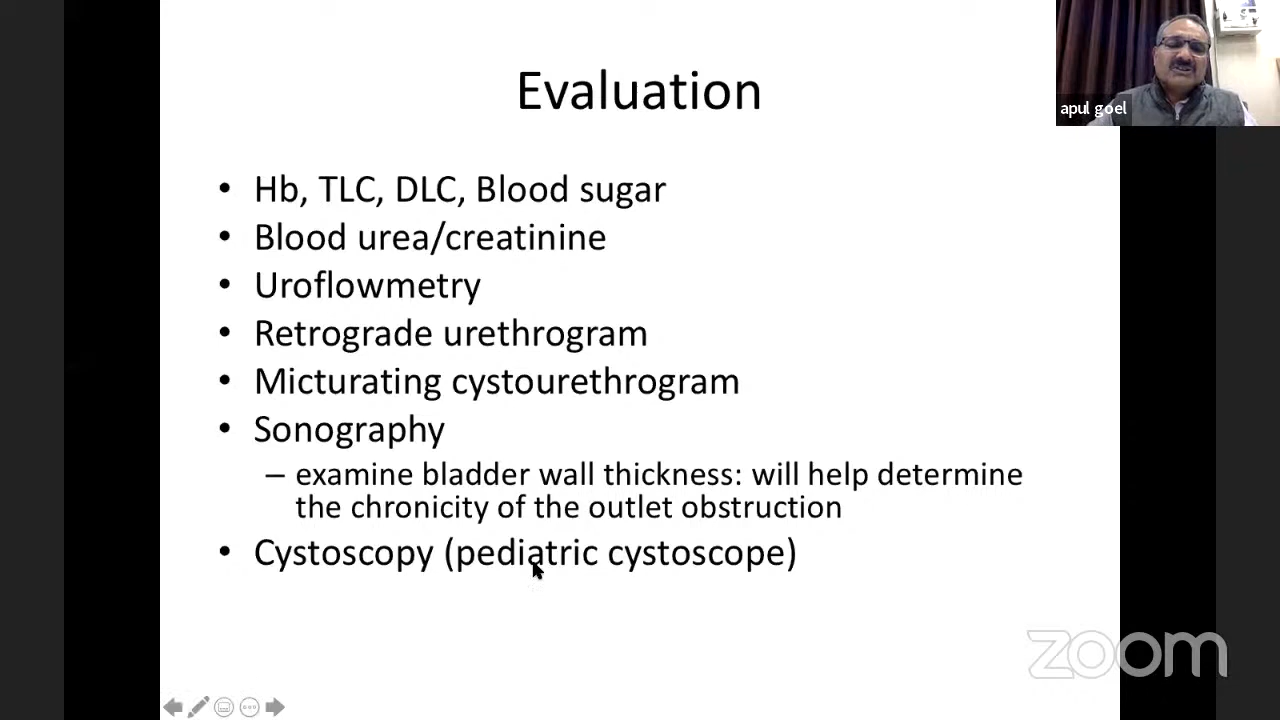 Evaluation
apul goel
• Hb, TLC, DLC, Blood sugar
• Blood urea/creatinine
• Uroflowmetry
• Retrograde urethrogram
• Micturating cystourethrogram
• Sonography
– examine bladder wall thickness: will help determine
the chronicity of the outlet obstruction
• Cystoscopy (pediatric cystoscope)
zoom